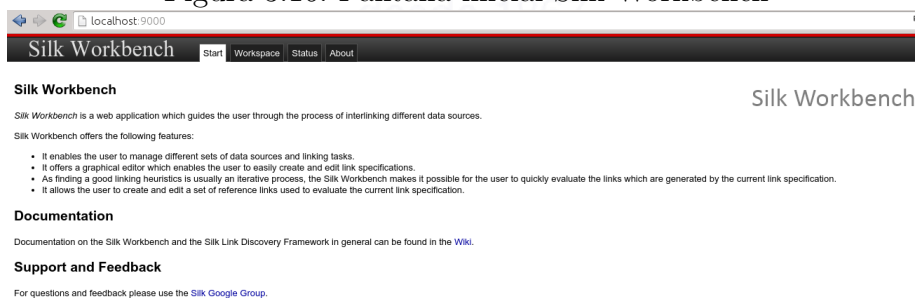 Figura 3.10: Pantalla inicial Silk Workbench
localhost:9000
Silk Workbench Start Workspace Status About
Silk Workbench
Silk Workbench
Silk Workbench is a web application which guides the user through the process of interlinking different data sources.
Silk Workbench offers the following features:
• It enables the user to manage different sets of data sources and linking tasks.
• It offers a graphical editor which enables the user to easily create and edit link specifications.
• As finding a good linking heuristics is usually an iterative process, the Silk Workbench makes it possible for the user to quickly evaluate the links which are generated by the current link specification.
• It allows the user to create and edit a set of reference links used to evaluate the current link specification.
Documentation
Documentation on the Silk Workbench and the Silk Link Discovery Framework in general can be found in the Wiki.
Support and Feedback
For questions and feedback please use the Silk Google Group.